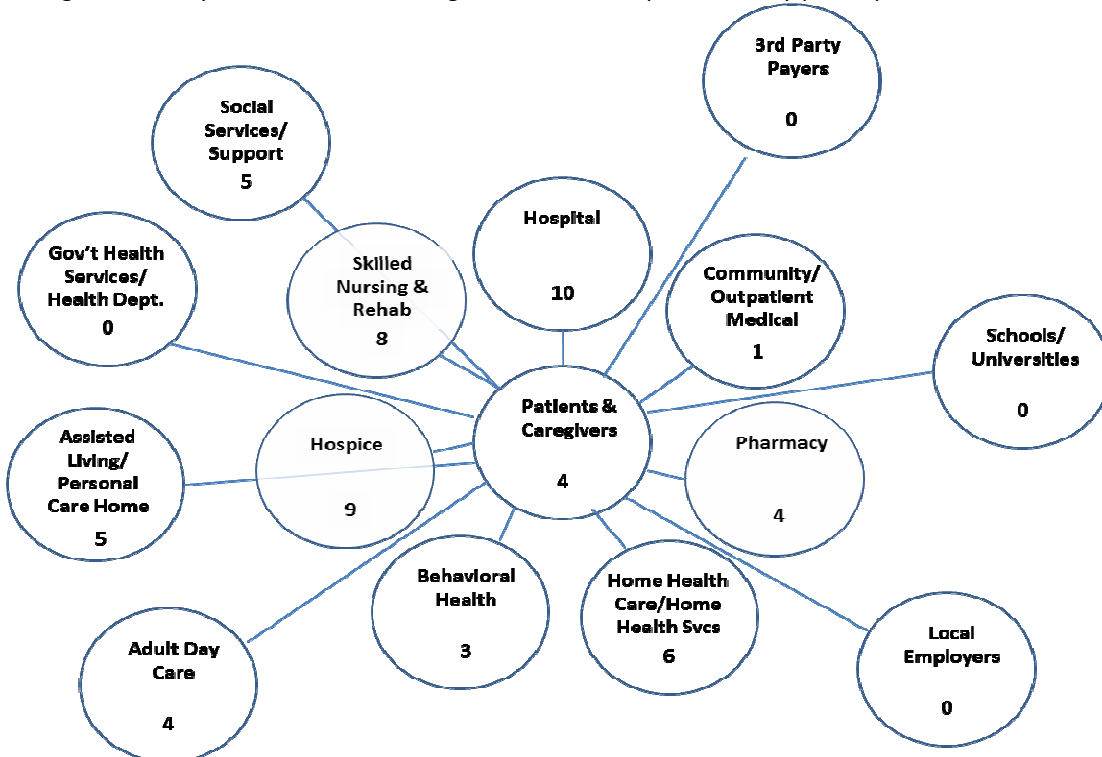 3rd Party
Payers
0
Social
Services/
Support
5
Hospital
10
Gov't Health
Services/
Health Dept.
0
Skilled
Nursing &
Rehab
8
Community/
Outpatient
Medical
1
Schools/
Universities
0
Patients &
Caregivers
4
Assisted
Living/
Personal
Care Home
5
Hospice
9
Pharmacy
4
Behavioral
Health
3
Home Health
Care/Home
Health Svcs
6
Adult Day
Care
4
Local
Employers
0